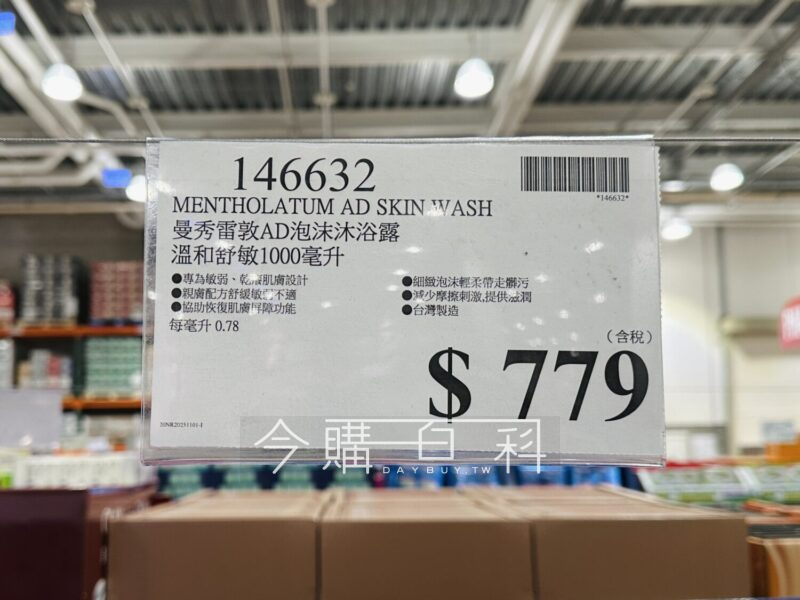 146632
*146632*
MENTHOLATUM AD SKIN WASH
曼秀雷敦AD泡沫沐浴露
溫和舒敏1000毫升
●專為敏弱、乾燥肌膚設計
●親膚配方舒緩敏弱不適
●協助恢復肌膚屏障功能
●細緻泡沫輕柔帶走髒污
●減少摩擦刺激,提供滋潤
●台灣製造
每毫升 0.78
(含稅)
$ 779
今購百科
DAYBUY.TW